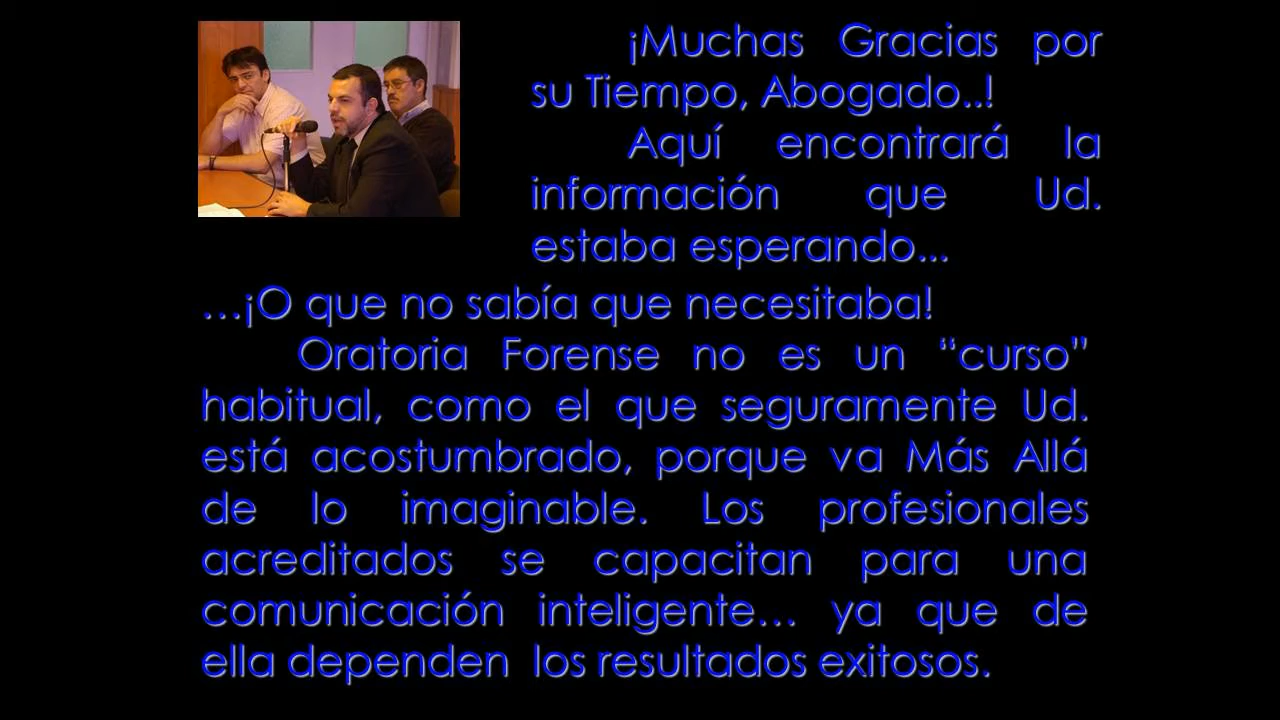 ¡Muchas Gracias por
su Tiempo, Abogado..!
Aquí encontrará la
información que Ud.
estaba esperando...
…¡O que no sabía que necesitaba!
Oratoria Forense no es un “curso”
habitual, como el que seguramente Ud.
está acostumbrado, porque va Más Allá
de lo imaginable. Los profesionales
acreditados se capacitan para una
comunicación inteligente… ya que de
ella dependen los resultados exitosos.